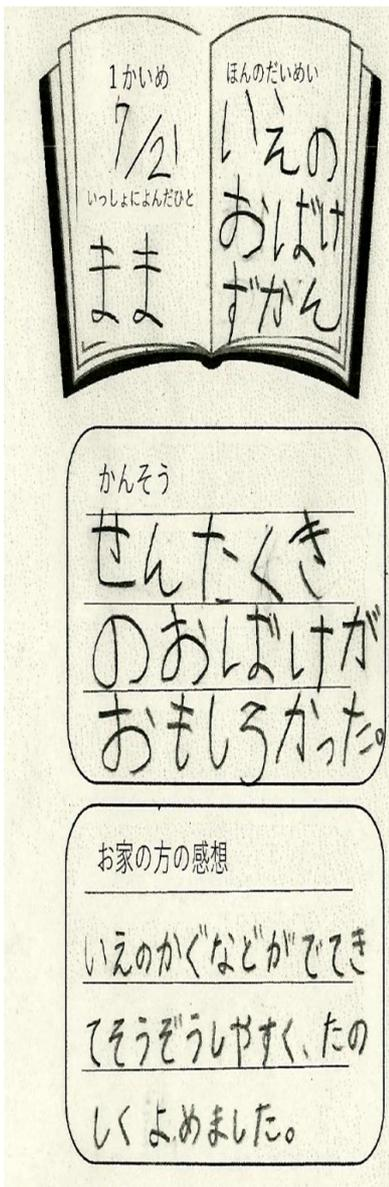 1かいめ
7/21
いっしょによんだひと
まま
ほんのだいめい
いえの
おばけ
ずかん
かんそう
せんたくき
のおばけが
おもしろかった。
お家の方の感想
いえのかぐなどがでてき
てそうぞうしやすく、たの
しくよめました。